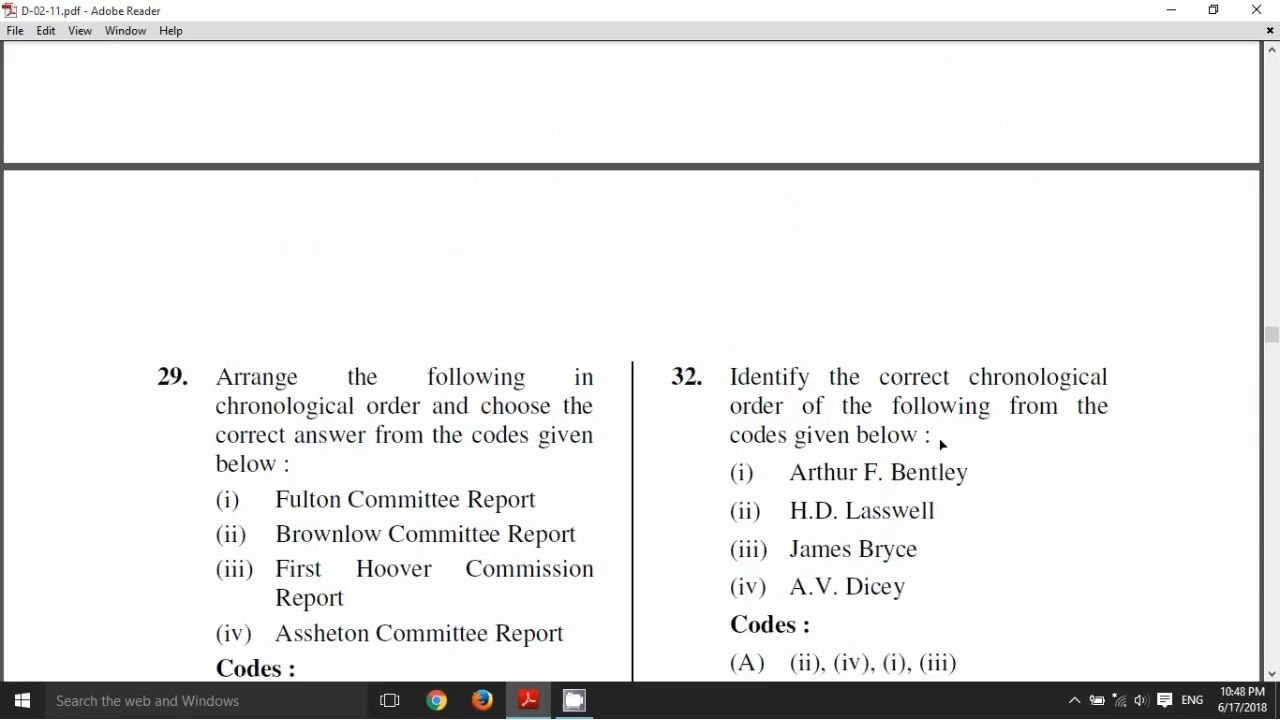 D-02-11.pdf - Adobe Reader
File Edit View Window Help
29. Arrange the following in
chronological order and choose the
correct answer from the codes given
below :
(i) Fulton Committee Report
(ii) Brownlow Committee Report
(iii) First Hoover Commission
Report
(iv) Assheton Committee Report
Codes :
32. Identify the correct chronological
order of the following from the
codes given below :
(i) Arthur F. Bentley
(ii) H.D. Lasswell
(iii) James Bryce
(iv) A.V. Dicey
Codes :
(A) (ii), (iv), (i), (iii)
Search the web and Windows
ENG
10:48 PM
6/17/2018